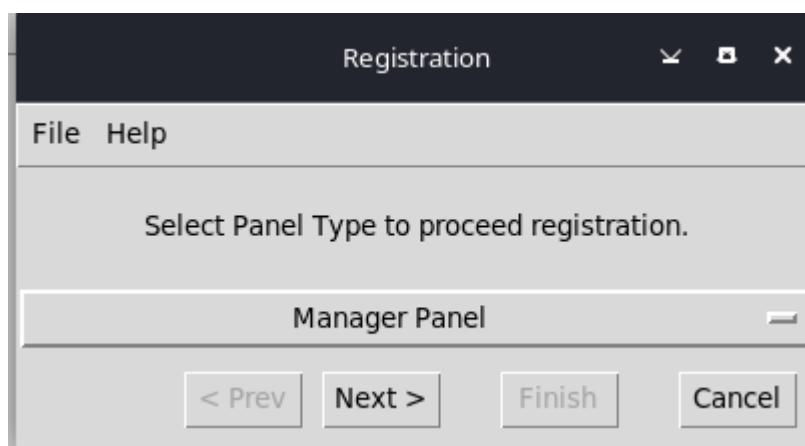 Registration
File Help
Select Panel Type to proceed registration.
Manager Panel
< Prev Next > Finish Cancel